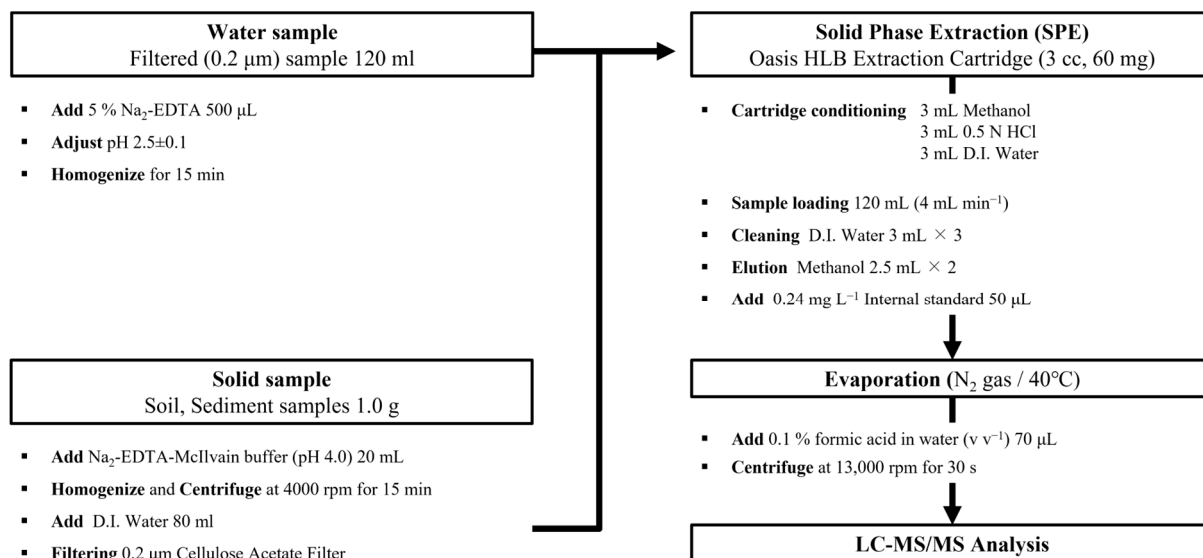 Water sample
Filtered (0.2 μm) sample 120 ml
▪ Add 5 % Na₂-EDTA 500 μL
▪ Adjust pH 2.5±0.1
▪ Homogenize for 15 min
Solid sample
Soil, Sediment samples 1.0 g
▪ Add Na₂-EDTA-McIlvain buffer (pH 4.0) 20 mL
▪ Homogenize and Centrifuge at 4000 rpm for 15 min
▪ Add D.I. Water 80 ml
▪ Filtering 0.2 μm Cellulose Acetate Filter
Solid Phase Extraction (SPE)
Oasis HLB Extraction Cartridge (3 cc, 60 mg)
▪ Cartridge conditioning 3 mL Methanol
3 mL 0.5 N HCl
3 mL D.I. Water
▪ Sample loading 120 mL (4 mL min⁻¹)
▪ Cleaning D.I. Water 3 mL × 3
▪ Elution Methanol 2.5 mL × 2
▪ Add 0.24 mg L⁻¹ Internal standard 50 μL
Evaporation (N₂ gas / 40℃)
▪ Add 0.1 % formic acid in water (v v⁻¹) 70 μL
▪ Centrifuge at 13,000 rpm for 30 s
LC-MS/MS Analysis